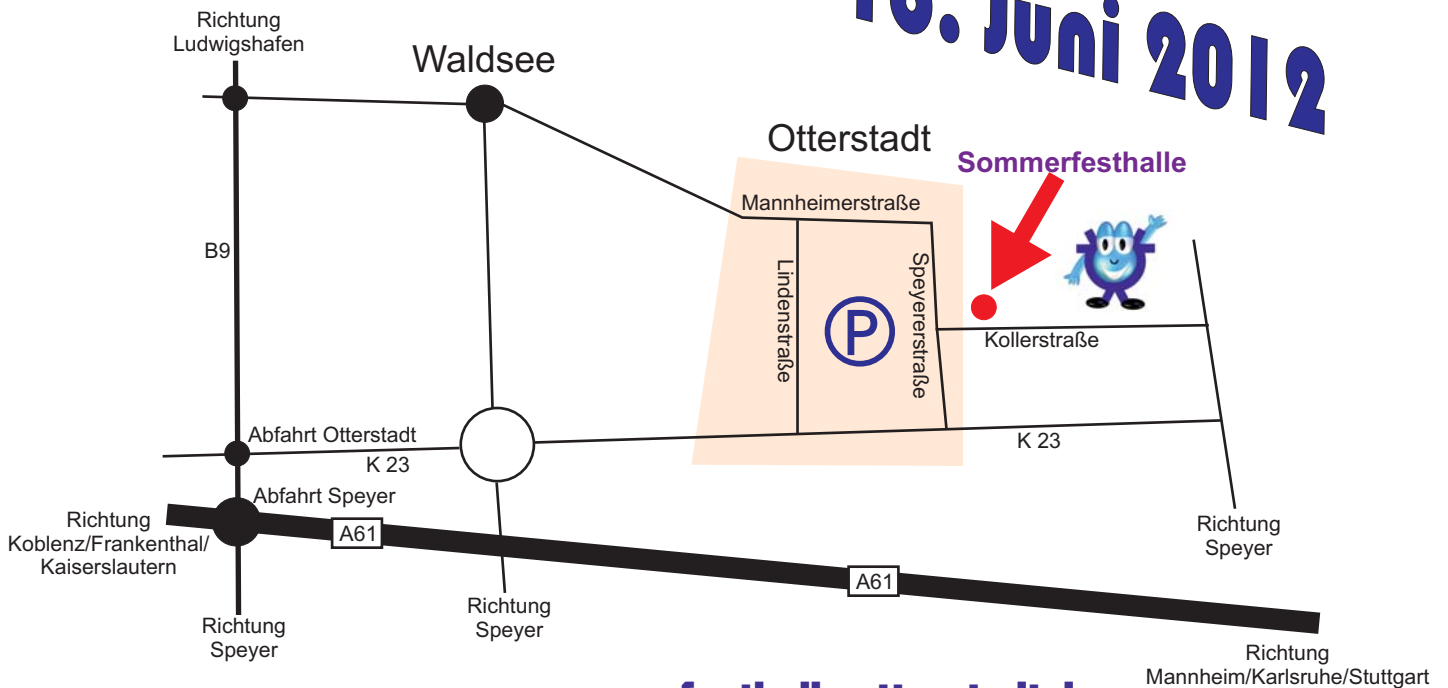 Juni 2012
Richtung
Ludwigshafen
Waldsee
Otterstadt
Sommerfesthalle
Mannheimerstraße
B9
Lindenstraße
Speyererstraße
P
Kollerstraße
Abfahrt Otterstadt
K 23
K 23
Abfahrt Speyer
Richtung
Koblenz/Frankenthal/
Kaiserslautern
A61
A61
Richtung
Speyer
Richtung
Speyer
Richtung
Speyer
Richtung
Mannheim/Karlsruhe/Stuttgart